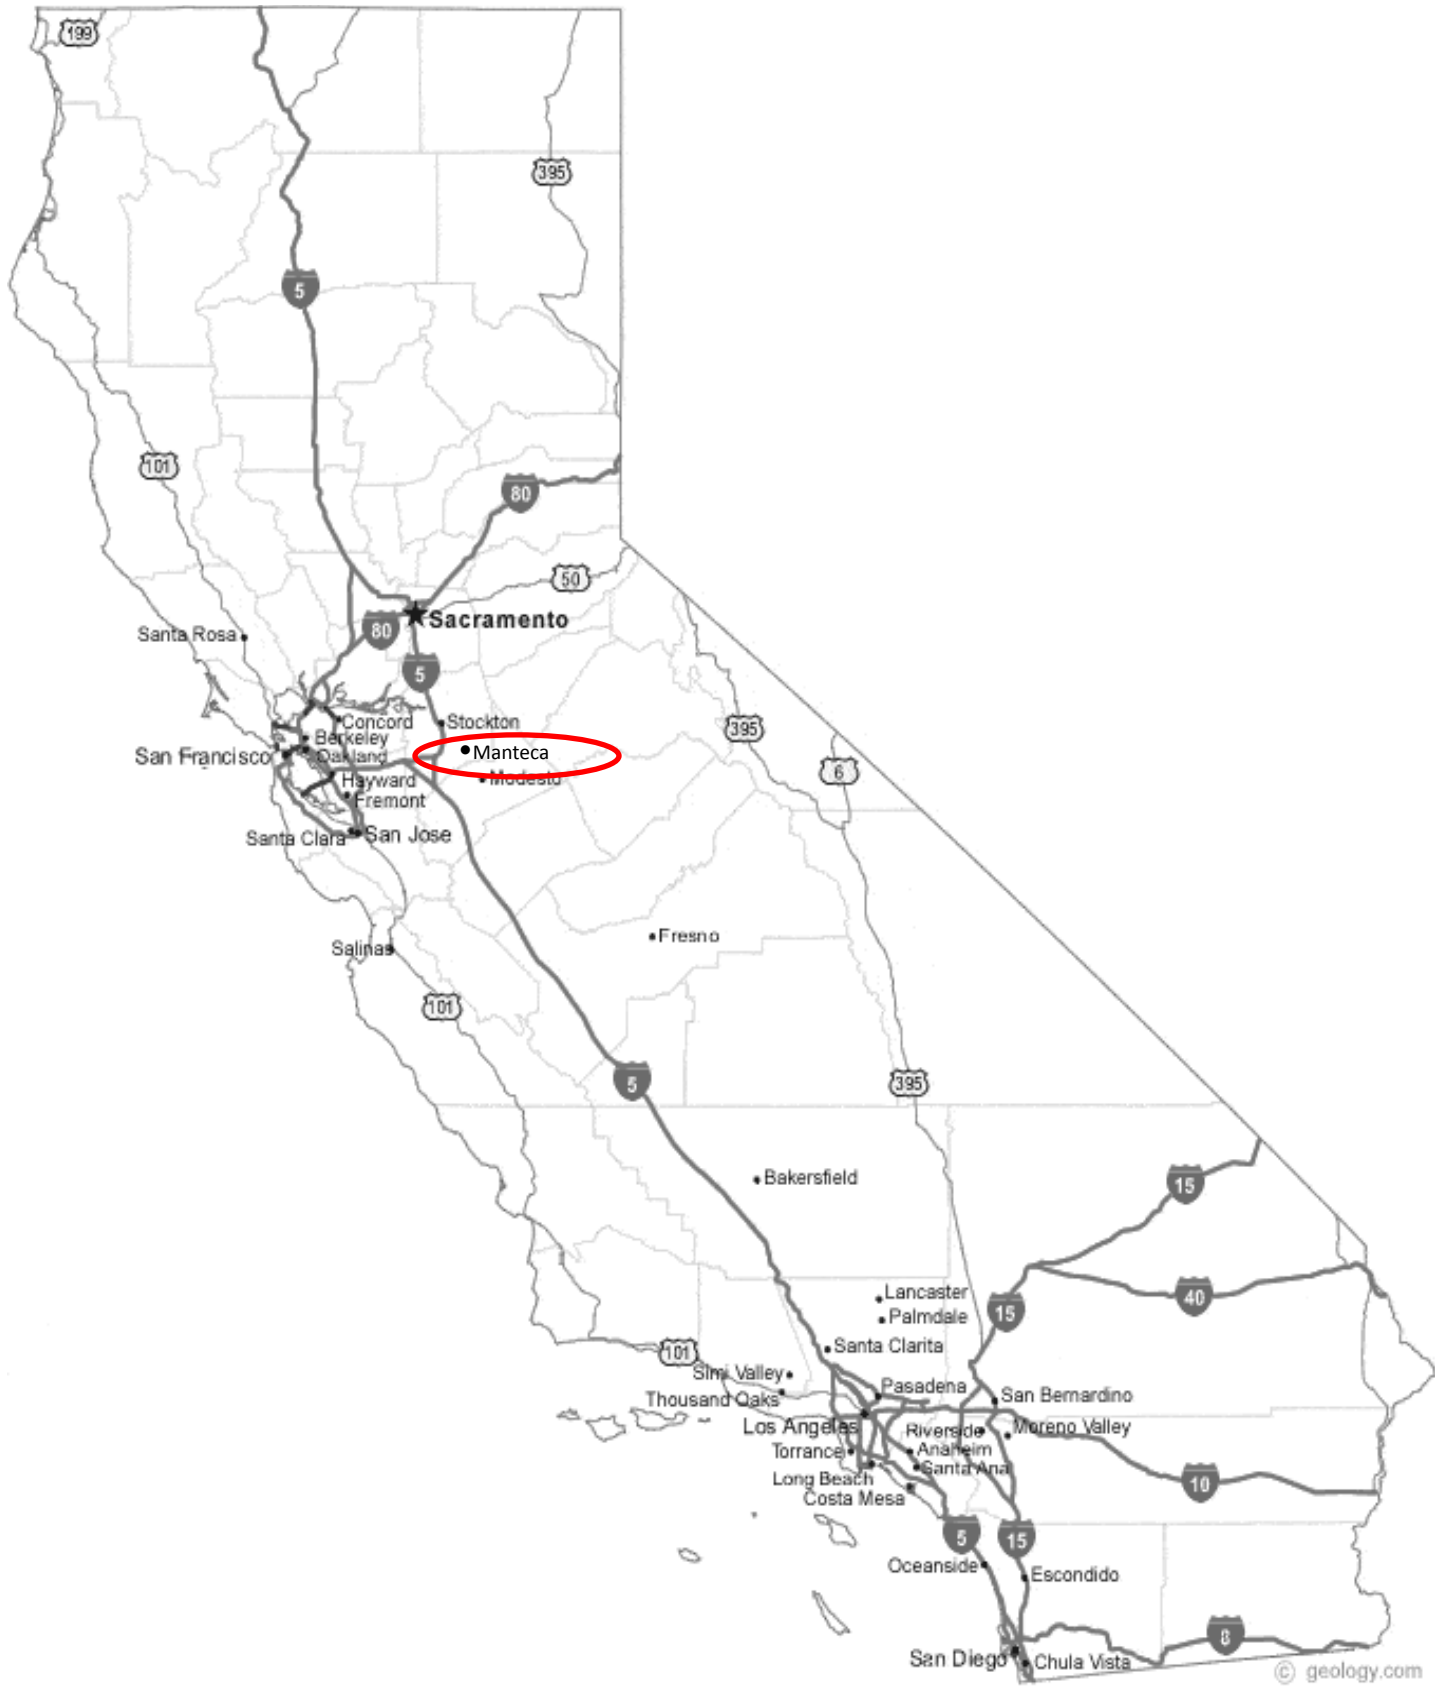 199
395
5
101
80
50
Sacramento
80
Santa Rosa
5
Concord
Stockton
395
Berkeley
Manteca
San Francisco
Oakland
6
Hayward
Modesto
Fremont
Santa Clara
San Jose
Fresno
Salinas
101
5
395
Bakersfield
15
Lancaster
40
15
Palmdale
Santa Clarita
101
Simi Valley
Pasadena
San Bernardino
Thousand Oaks
Los Angeles
Riverside
Moreno Valley
Torrance
Anaheim
Santa Ana
Long Beach
10
Costa Mesa
5
15
Oceanside
Escondido
8
San Diego
Chula Vista
© geology.com